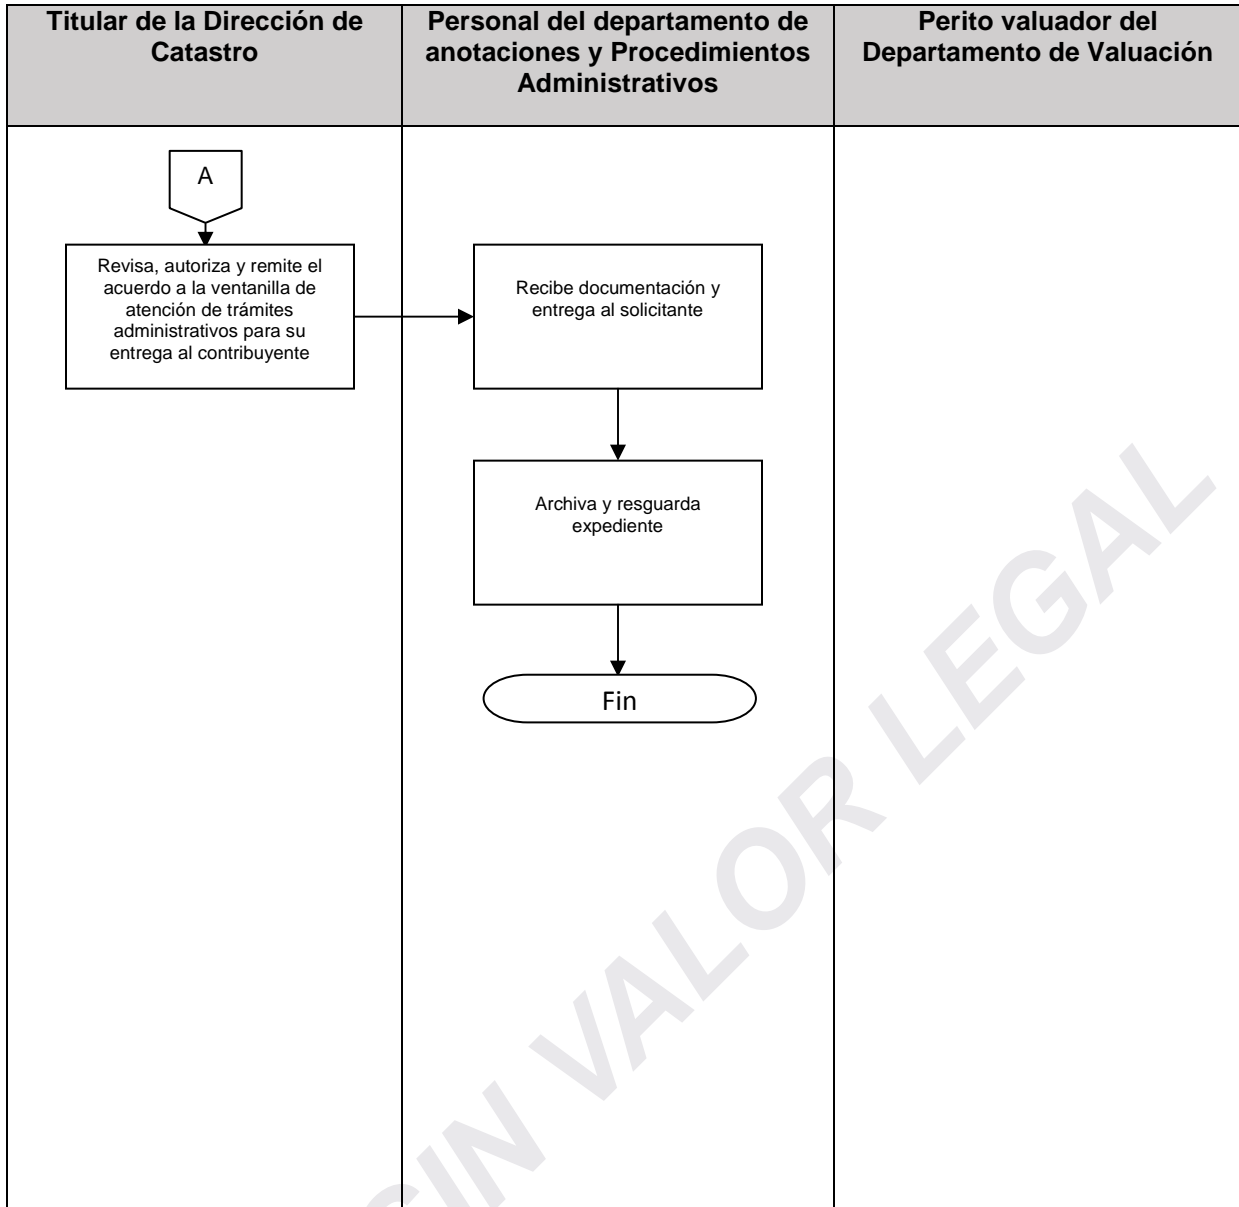 Titular de la Dirección de
Catastro
Personal del departamento de
anotaciones y Procedimientos
Administrativos
Perito valuador del
Departamento de Valuación
A
Revisa, autoriza y remite el
acuerdo a la ventanilla de
atención de trámites
administrativos para su
entrega al contribuyente
Recibe documentación y
entrega al solicitante
Archiva y resguarda
expediente
Fin
SIN VALOR LEGAL